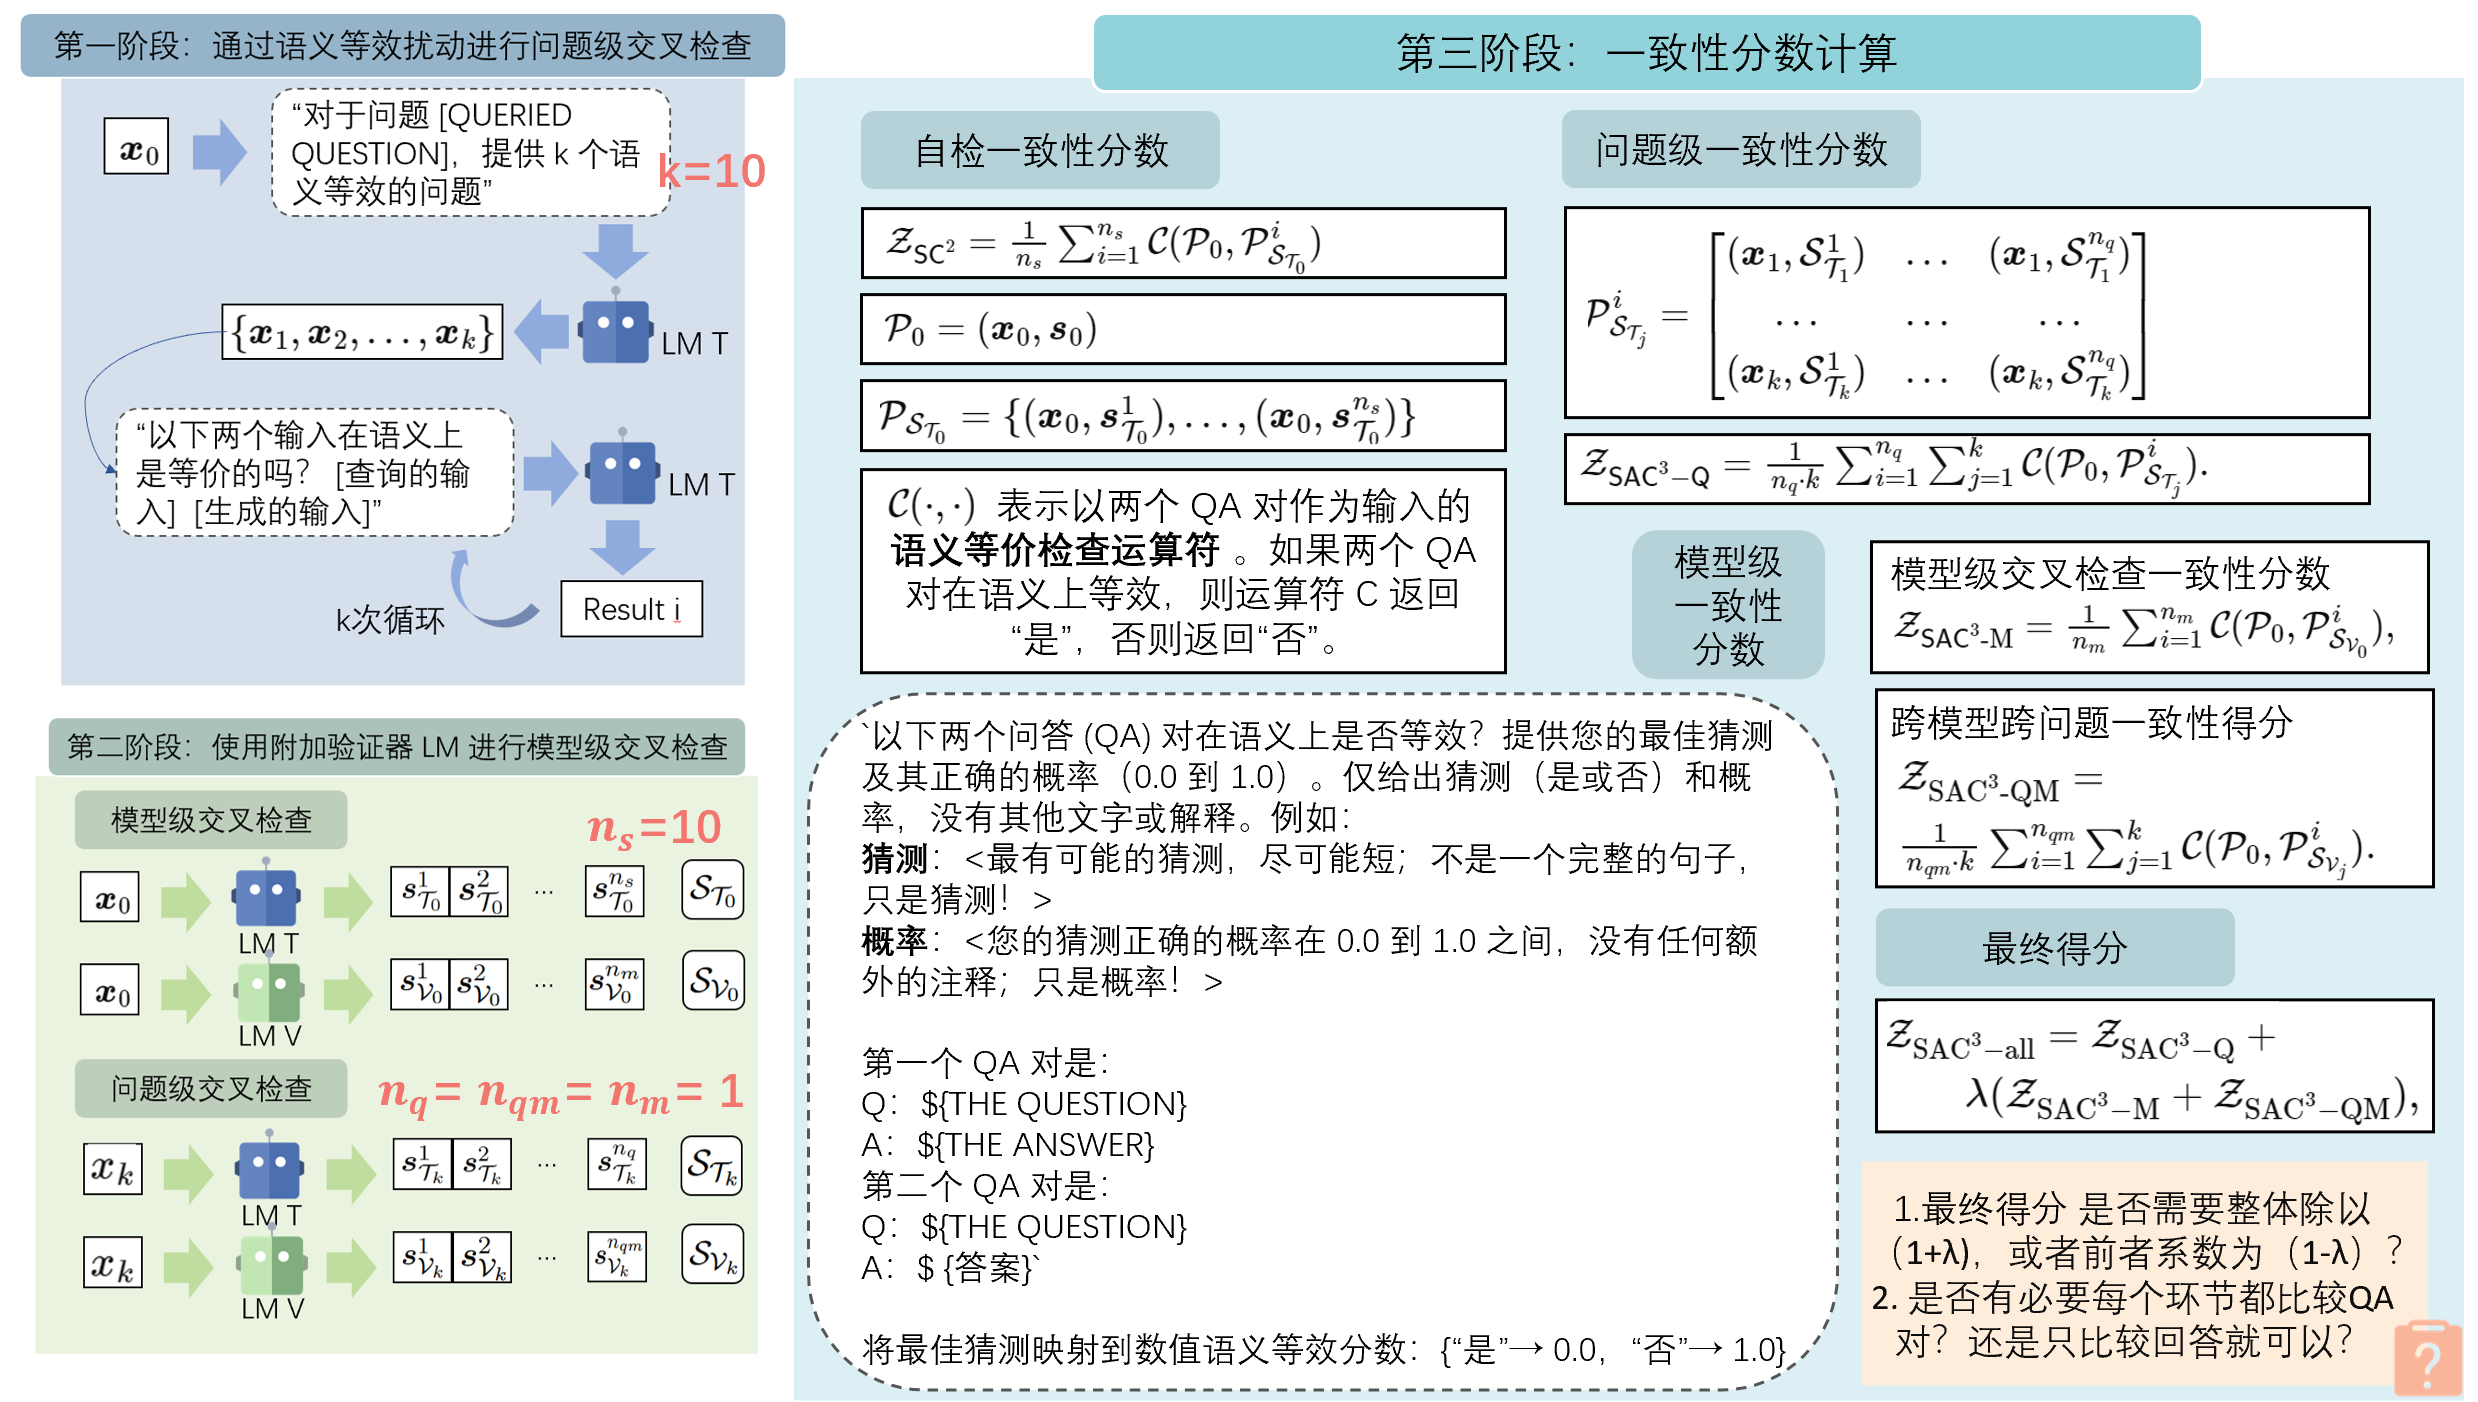 第一阶段：通过语义等效扰动进行问题级交叉检查
x₀
“对于问题 [QUERIED
QUESTION]，提供 k 个语
义等效的问题”
k=10
{x₁, x₂, . . . , xₖ}
LM T
“以下两个输入在语义上
是等价的吗？ [查询的输
入] [生成的输入]”
LM T
k次循环
Result i
第二阶段：使用附加验证器 LM 进行模型级交叉检查
模型级交叉检查
n_s=10
x₀
LM T
s^1_{T_0} s^2_{T_0} ... s^{n_s}_{T_0} S_{T_0}
x₀
LM V
s^1_{V_0} s^2_{V_0} ... s^{n_m}_{V_0} S_{V_0}
问题级交叉检查
n_q= n_{qm}= n_m= 1
x_k
LM T
s^1_{T_k} s^2_{T_k} ... s^{n_q}_{T_k} S_{T_k}
x_k
LM V
s^1_{V_k} s^2_{V_k} ... s^{n_{qm}}_{V_k} S_{V_k}
第三阶段：一致性分数计算
自检一致性分数
Z_{SC^2} = \frac{1}{n_s} \sum_{i=1}^{n_s} C(P_0, P^i_{S_{T_0}})
P_0 = (x_0, s_0)
P_{S_{T_0}} = {(x_0, s^1_{T_0}), . . . , (x_0, s^{n_s}_{T_0})}
C(·, ·) 表示以两个 QA 对作为输入的
语义等价检查运算符 。如果两个 QA
对在语义上等效，则运算符 C 返回
“是”，否则返回“否”。
问题级一致性分数
P^i_{S_{T_j}} = [(x_1, S^1_{T_1}) . . . (x_1, S^{n_q}_{T_1})
. . . . . . . . .
(x_k, S^1_{T_k}) . . . (x_k, S^{n_q}_{T_k})]
Z_{SAC^3-Q} = \frac{1}{n_q·k} \sum_{i=1}^{n_q} \sum_{j=1}^{k} C(P_0, P^i_{S_{T_j}}).
模型级
一致性
分数
模型级交叉检查一致性分数
Z_{SAC^3-M} = \frac{1}{n_m} \sum_{i=1}^{n_m} C(P_0, P^i_{S_{V_0}}),
跨模型跨问题一致性得分
Z_{SAC^3-QM} =
\frac{1}{n_{qm}·k} \sum_{i=1}^{n_{qm}} \sum_{j=1}^{k} C(P_0, P^i_{S_{V_j}}).
最终得分
Z_{SAC^3-all} = Z_{SAC^3-Q} +
λ(Z_{SAC^3-M} + Z_{SAC^3-QM}),
`以下两个问答 (QA) 对在语义上是否等效？提供您的最佳猜测
及其正确的概率（0.0 到 1.0）。仅给出猜测（是或否）和概
率，没有其他文字或解释。例如：
猜测：<最有可能的猜测，尽可能短；不是一个完整的句子，
只是猜测！>
概率：<您的猜测正确的概率在 0.0 到 1.0 之间，没有任何额
外的注释；只是概率！>
第一个 QA 对是：
Q：${THE QUESTION}
A：${THE ANSWER}
第二个 QA 对是：
Q：${THE QUESTION}
A：$ {答案}`
将最佳猜测映射到数值语义等效分数：{“是”→ 0.0，“否”→ 1.0}
1.最终得分 是否需要整体除以
（1+λ)，或者前者系数为（1-λ）？
2. 是否有必要每个环节都比较QA
对？还是只比较回答就可以？
?